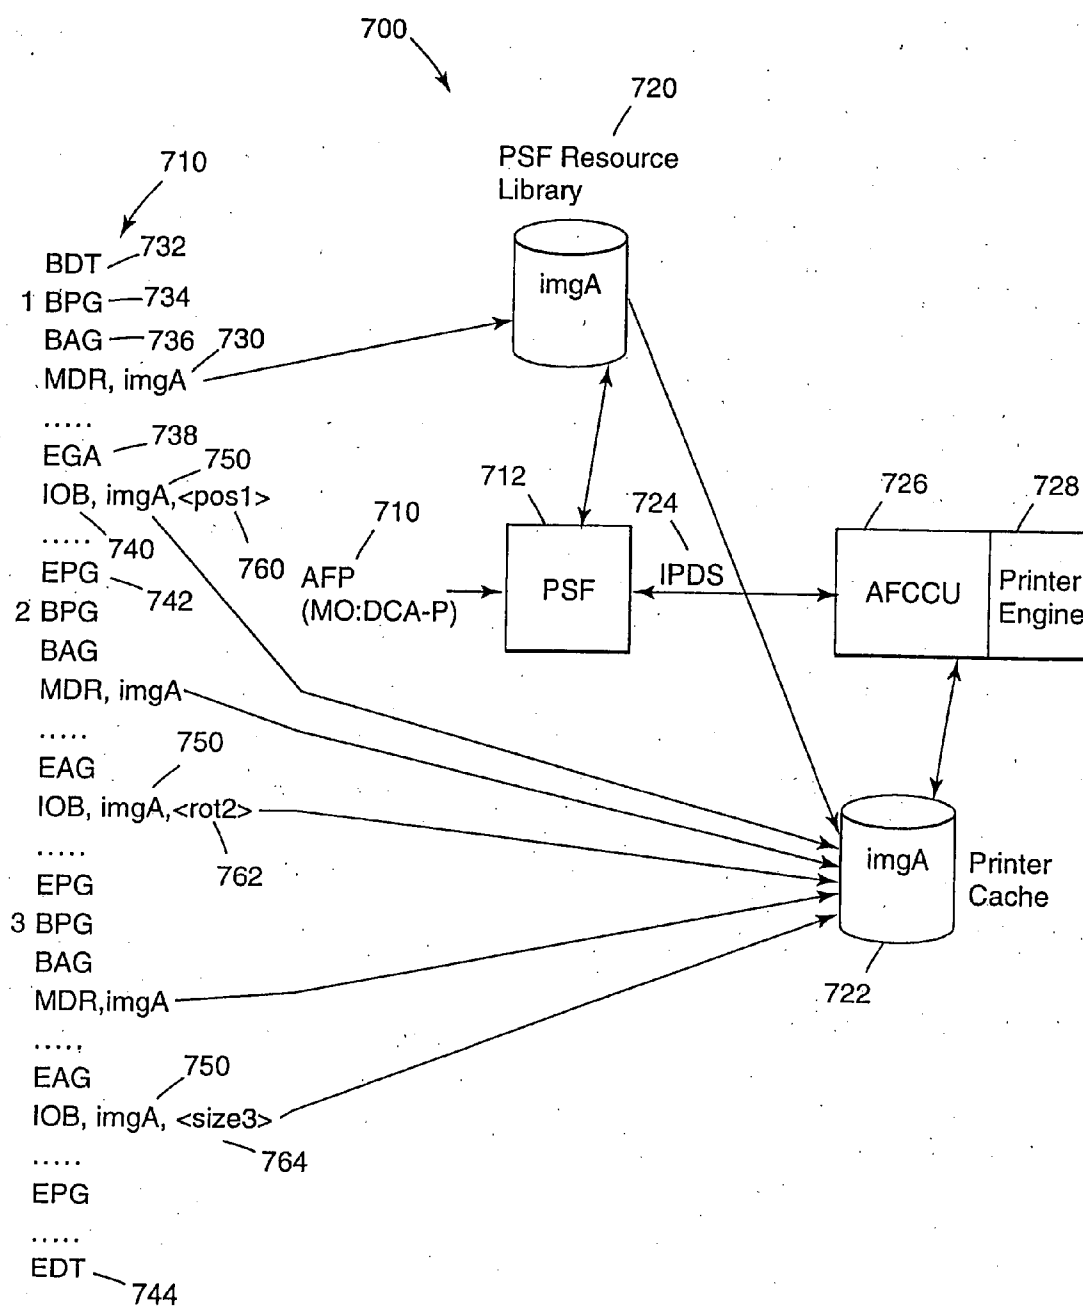 700
720
PSF Resource
Library
imgA
710
BDT 732
1 BPG 734
BAG 736
730
MDR, imgA
.....
EGA 738
750
IOB, imgA,<pos1>
.....
740
760
EPG 742
2 BPG
BAG
MDR, imgA
.....
EAG
750
IOB, imgA,<rot2>
.....
762
EPG
3 BPG
BAG
MDR,imgA
.....
EAG
750
IOB, imgA, <size3>
.....
764
EPG
.....
EDT 744
710
AFP
(MO:DCA-P)
712
PSF
724
IPDS
726
AFCCU
728
Printer
Engine
imgA
Printer
Cache
722